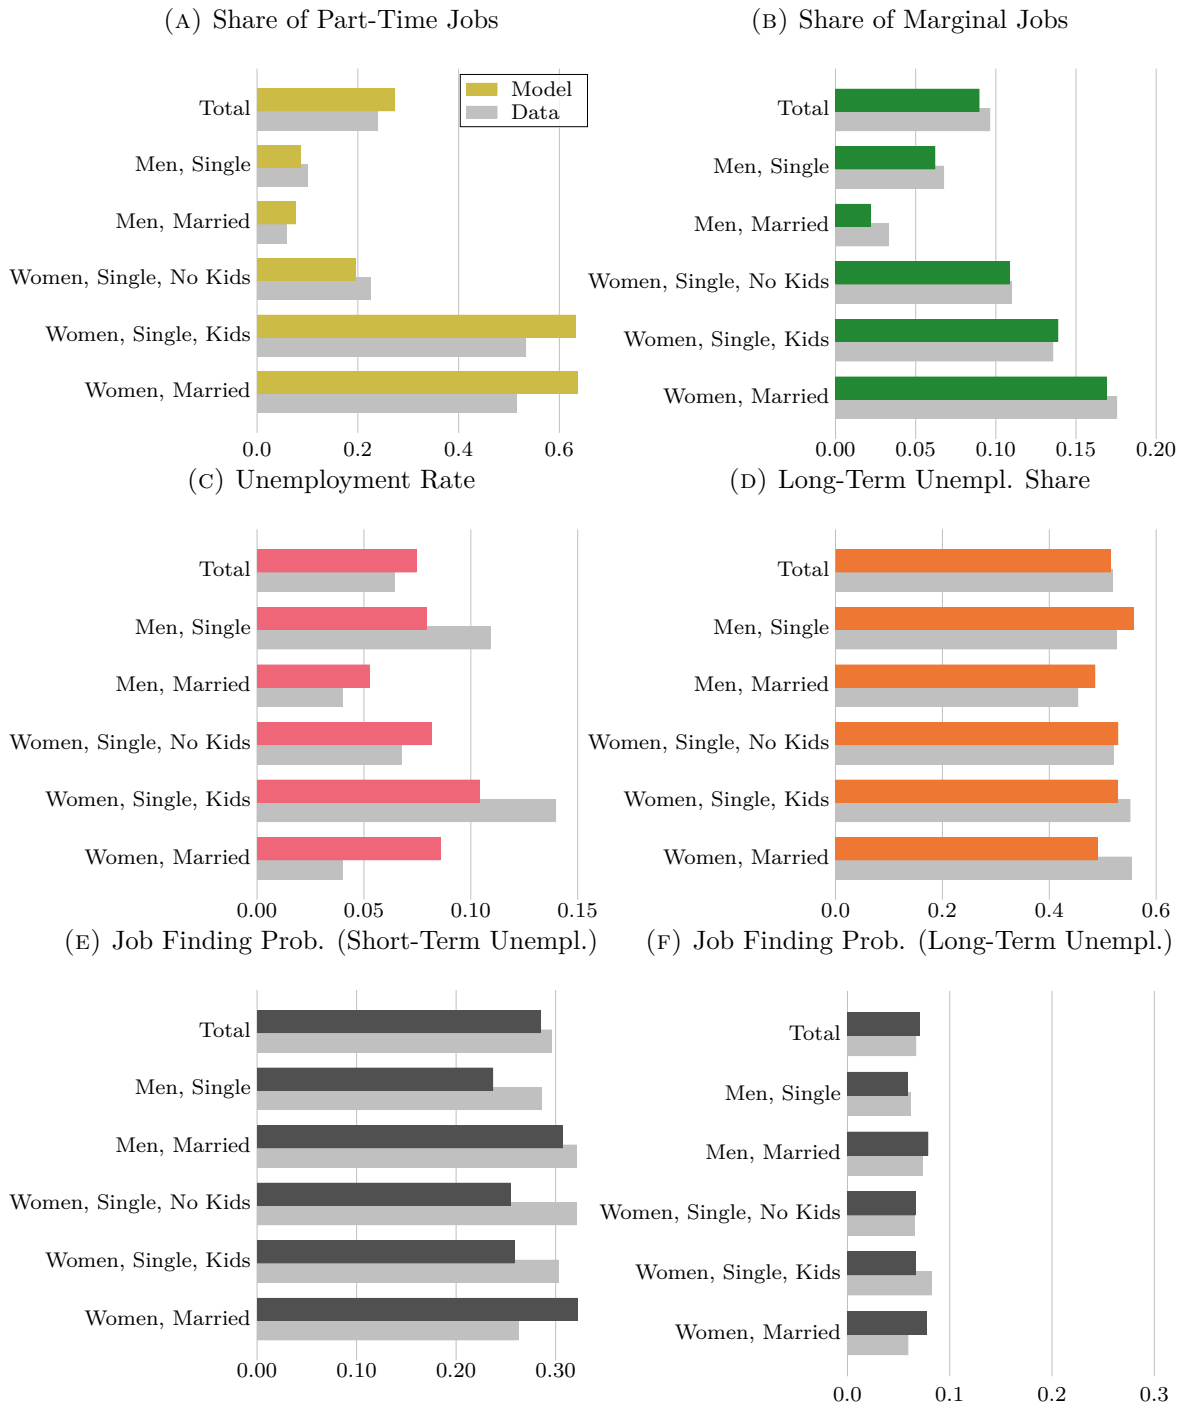 (A) Share of Part-Time Jobs
Total
Men, Single
Men, Married
Women, Single, No Kids
Women, Single, Kids
Women, Married
Model
Data
0.0 0.2 0.4 0.6
(B) Share of Marginal Jobs
Total
Men, Single
Men, Married
Women, Single, No Kids
Women, Single, Kids
Women, Married
0.00 0.05 0.10 0.15 0.20
(C) Unemployment Rate
Total
Men, Single
Men, Married
Women, Single, No Kids
Women, Single, Kids
Women, Married
0.00 0.05 0.10 0.15
(D) Long-Term Unempl. Share
Total
Men, Single
Men, Married
Women, Single, No Kids
Women, Single, Kids
Women, Married
0.0 0.2 0.4 0.6
(E) Job Finding Prob. (Short-Term Unempl.)
Total
Men, Single
Men, Married
Women, Single, No Kids
Women, Single, Kids
Women, Married
0.00 0.10 0.20 0.30
(F) Job Finding Prob. (Long-Term Unempl.)
Total
Men, Single
Men, Married
Women, Single, No Kids
Women, Single, Kids
Women, Married
0.0 0.1 0.2 0.3